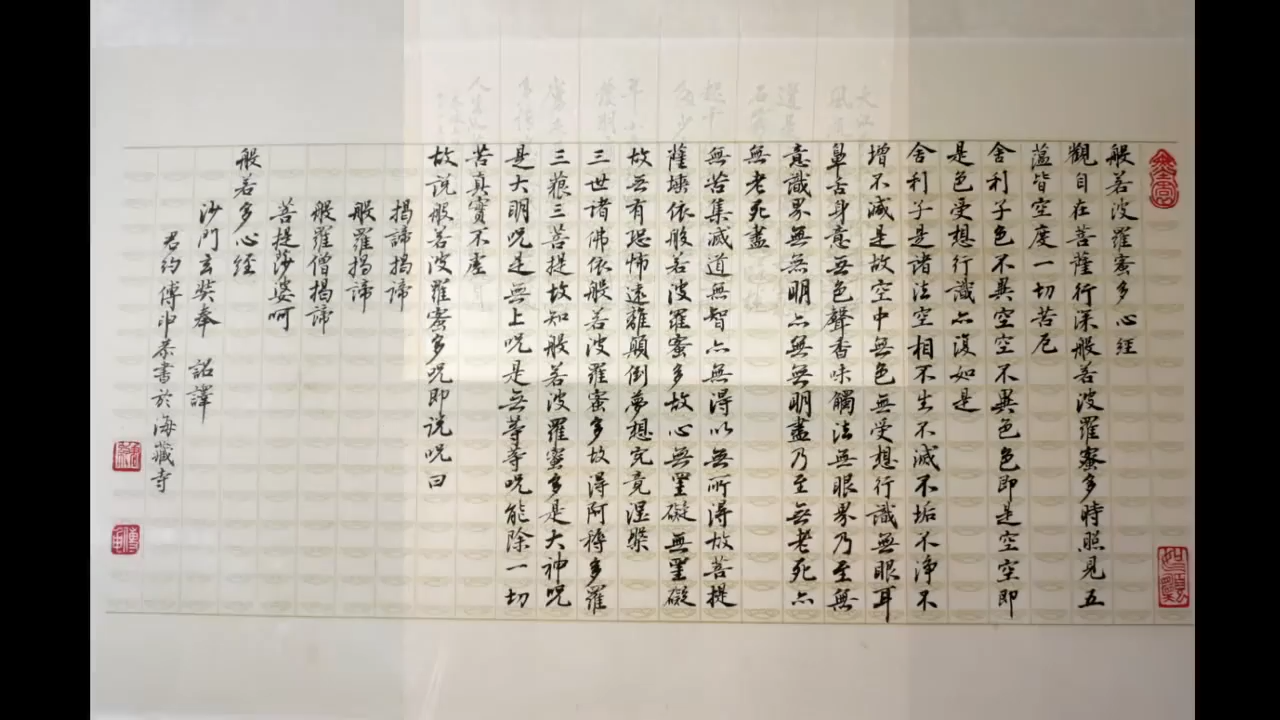 般若波羅蜜多心經
觀自在菩薩行深般若波羅蜜多時照見五
蘊皆空度一切苦厄
舍利子色不異空空不異色色即是空空即
是色受想行識亦復如是
舍利子是諸法空相不生不滅不垢不淨不
增不減是故空中無色無受想行識無眼耳
鼻舌身意无色聲香味觸法無眼界乃至無
意識界無無明亦無無明盡乃至無老死亦
無老死盡
無苦集滅道無智亦無得以無所得故菩提
薩埵依般若波羅蜜多故心無罣礙無罣礙
故无有恐怖遠離顛倒夢想究竟涅槃
三世諸佛依般若波羅蜜多故得阿耨多羅
三藐三菩提故知般若波羅蜜多是大神呪
是大明呪是無上呪是无等等呪能除一切
苦真實不虛
故說般若波羅蜜多呪即說呪曰
揭諦揭諦
般羅揭諦
般羅僧揭諦
菩提莎婆呵
般若多心經
沙門玄奘奉 詔譯
君約傅申恭書於海藏寺